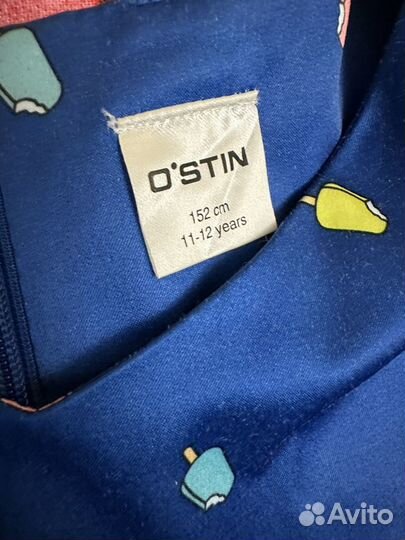 O'STIN
152 cm
11-12 years
Avito